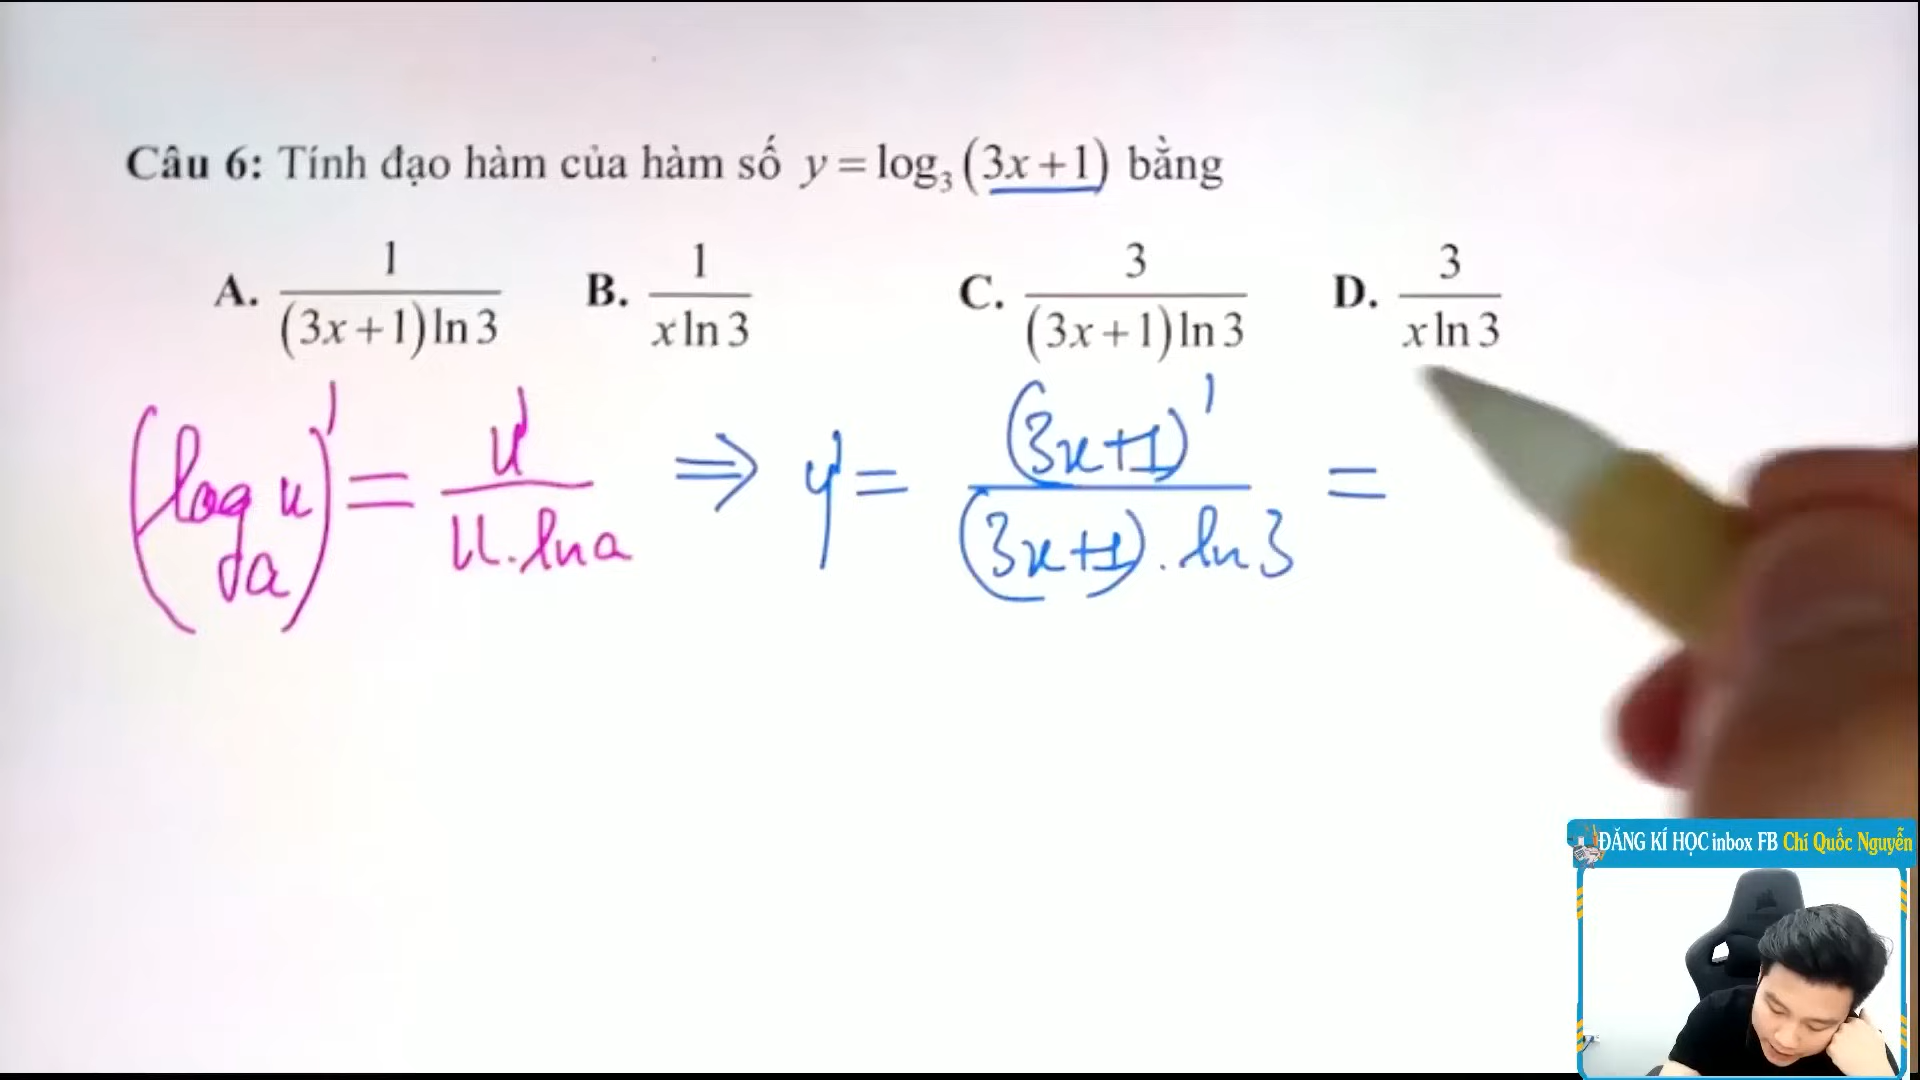 Câu 6: Tính đạo hàm của hàm số y = log₃(3x+1) bằng
A. 1/((3x+1)ln3) B. 1/(x ln3) C. 3/((3x+1)ln3) D. 3/(x ln3)
(logₐu)' = u'/(u.lna) ⇒ y' = (3x+1)'/((3x+1).ln3) =
ĐĂNG KÍ HỌC inbox FB Chí Quốc Nguyễn